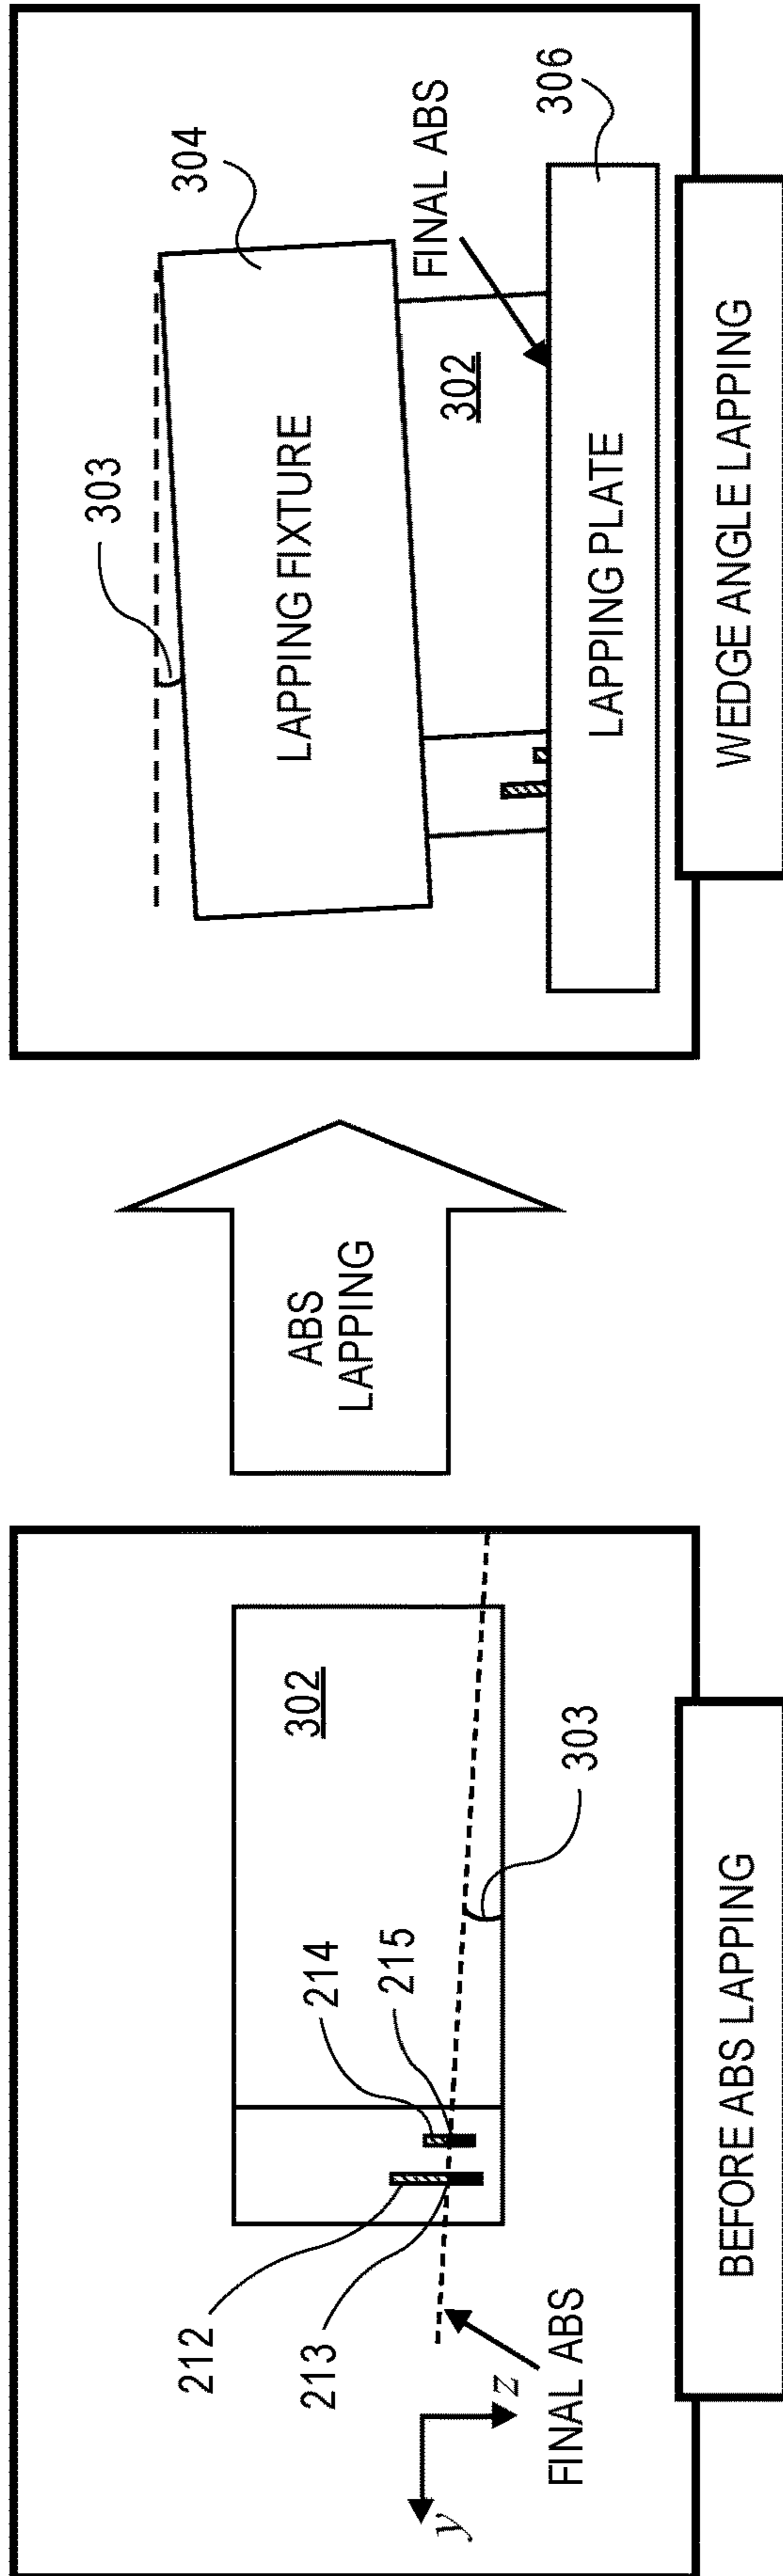 302
214
215
303
212
213
FINAL ABS
y
z
BEFORE ABS LAPPING
ABS
LAPPING
303
304
LAPPING FIXTURE
FINAL ABS
302
306
LAPPING PLATE
WEDGE ANGLE LAPPING